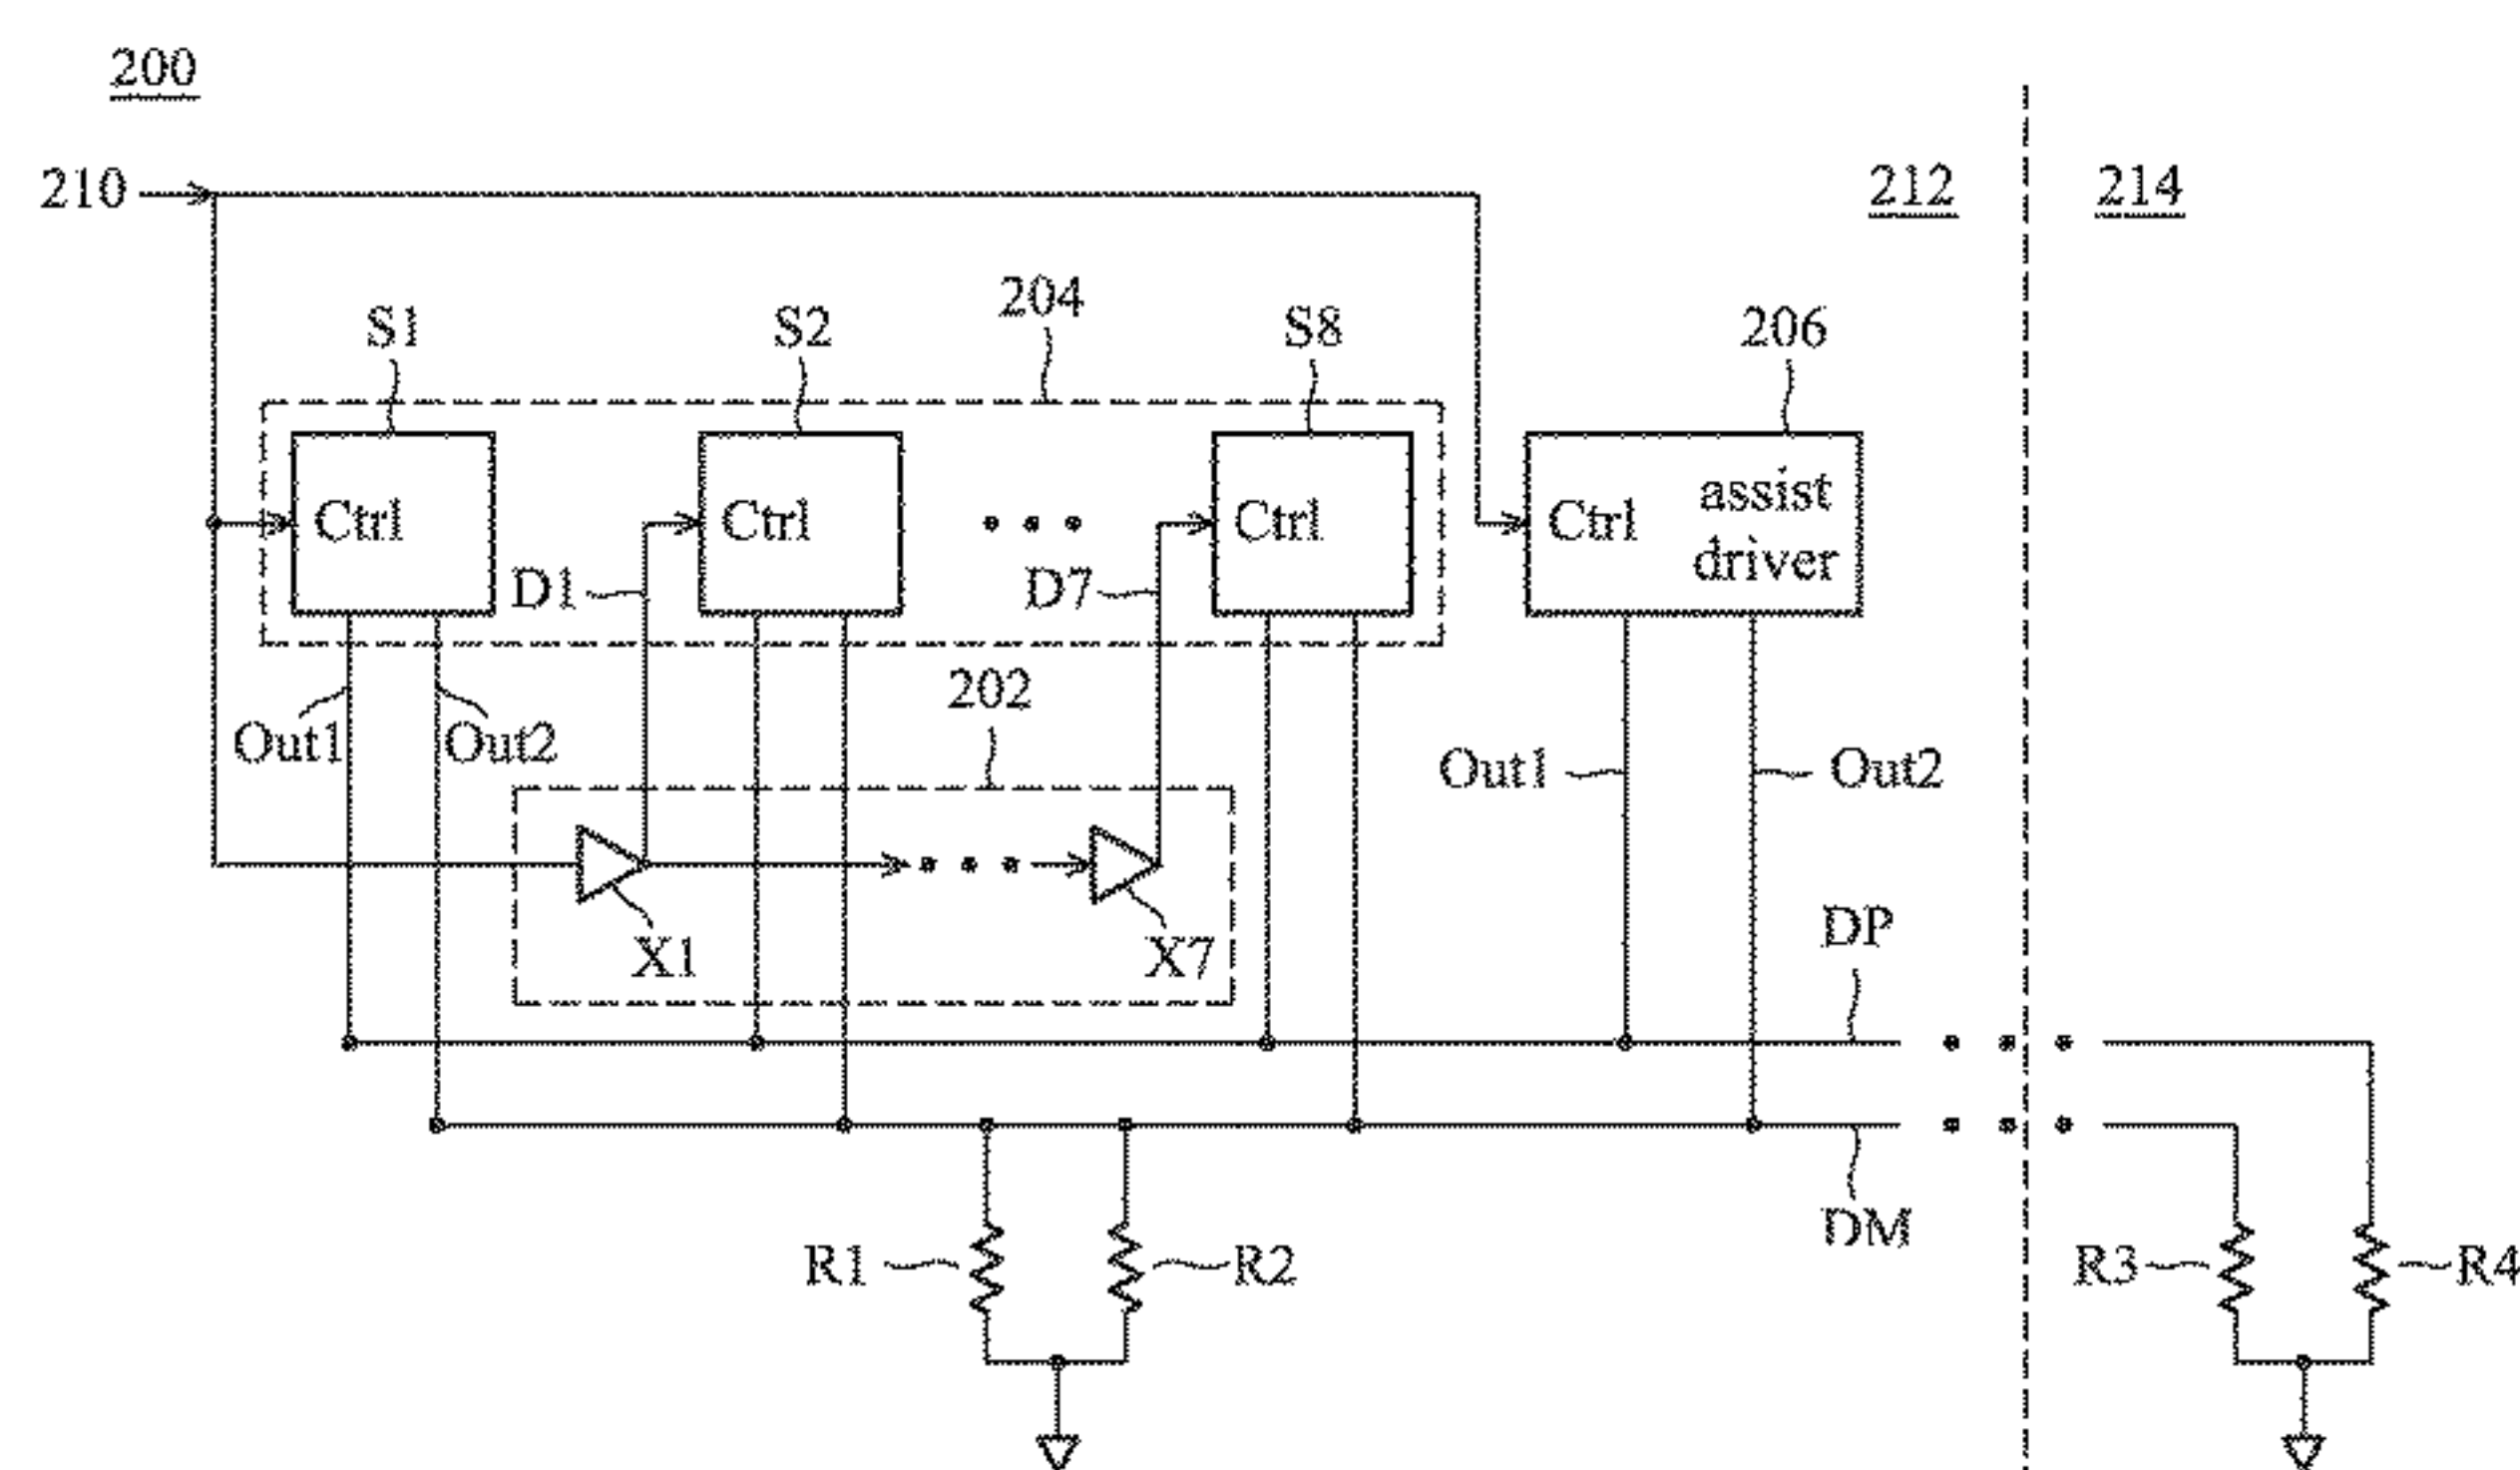 200
210
212
214
204
S1
S2
S8
206
Ctrl
Ctrl
Ctrl
Ctrl
assist
driver
D1
D7
202
Out1
Out2
Out1
Out2
X1
X7
DP
DM
R1
R2
R3
R4